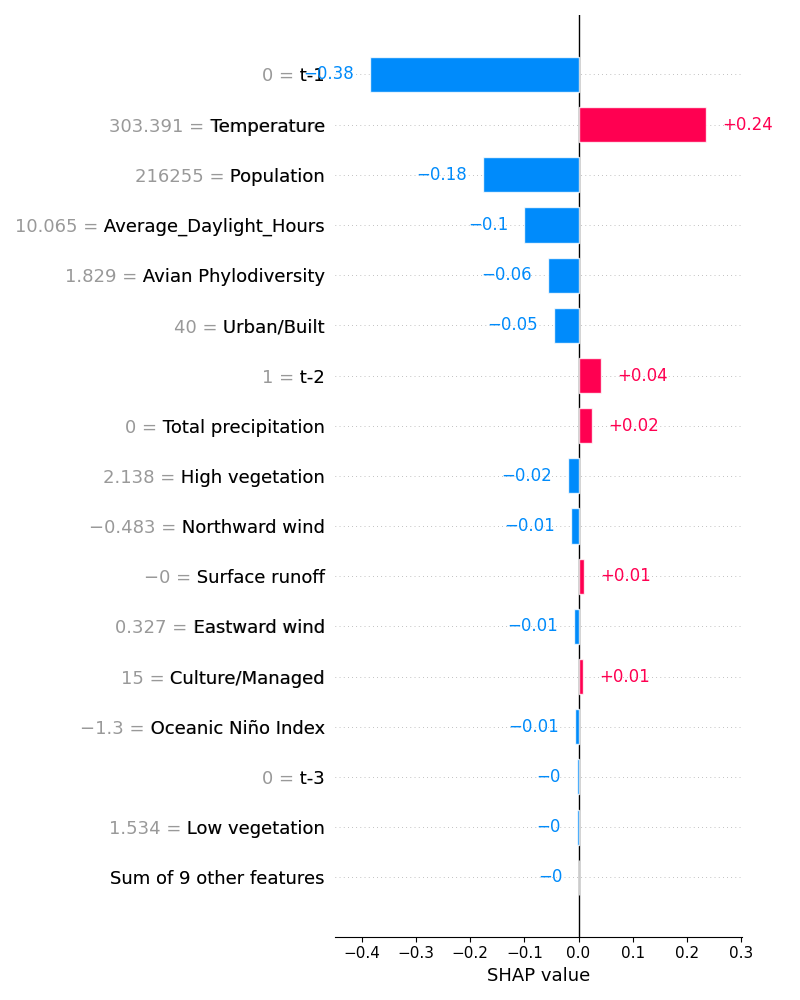 0 = t-1 −0.38
303.391 = Temperature +0.24
216255 = Population −0.18
10.065 = Average_Daylight_Hours −0.1
1.829 = Avian Phylodiversity −0.06
40 = Urban/Built −0.05
1 = t-2 +0.04
0 = Total precipitation +0.02
2.138 = High vegetation −0.02
−0.483 = Northward wind −0.01
−0 = Surface runoff +0.01
0.327 = Eastward wind −0.01
15 = Culture/Managed +0.01
−1.3 = Oceanic Niño Index −0.01
0 = t-3 −0
1.534 = Low vegetation −0
Sum of 9 other features −0
−0.4 −0.3 −0.2 −0.1 0.0 0.1 0.2 0.3
SHAP value